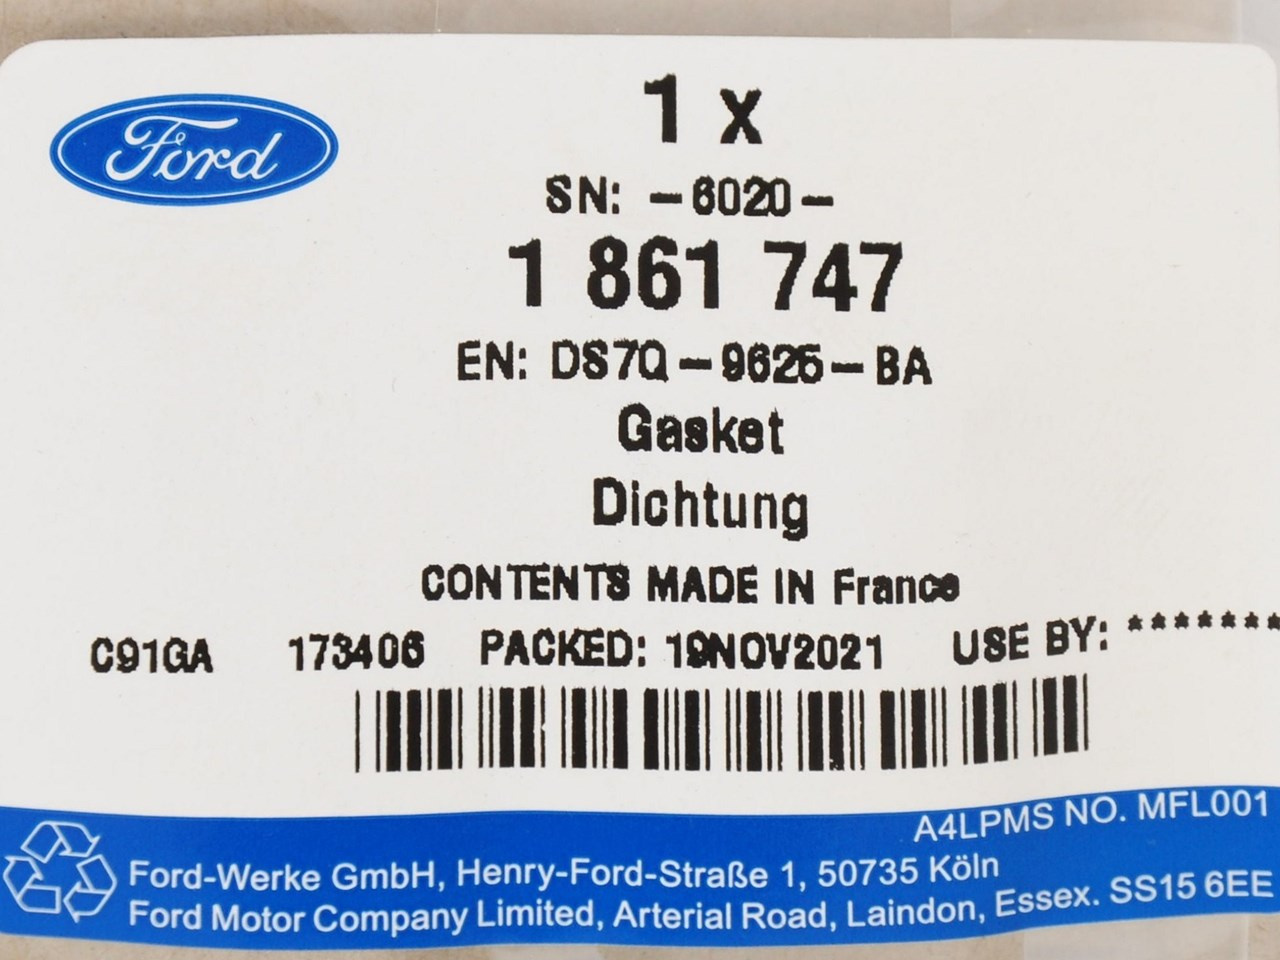 Ford
1 x
SN: -6020-
1 861 747
EN: DS7Q-9625-BA
Gasket
Dichtung
CONTENTS MADE IN France
C91GA 173406 PACKED: 19NOV2021 USE BY: *******
A4LPMS NO. MFL001
Ford-Werke GmbH, Henry-Ford-Straße 1, 50735 Köln
Ford Motor Company Limited, Arterial Road, Laindon, Essex. SS15 6EE